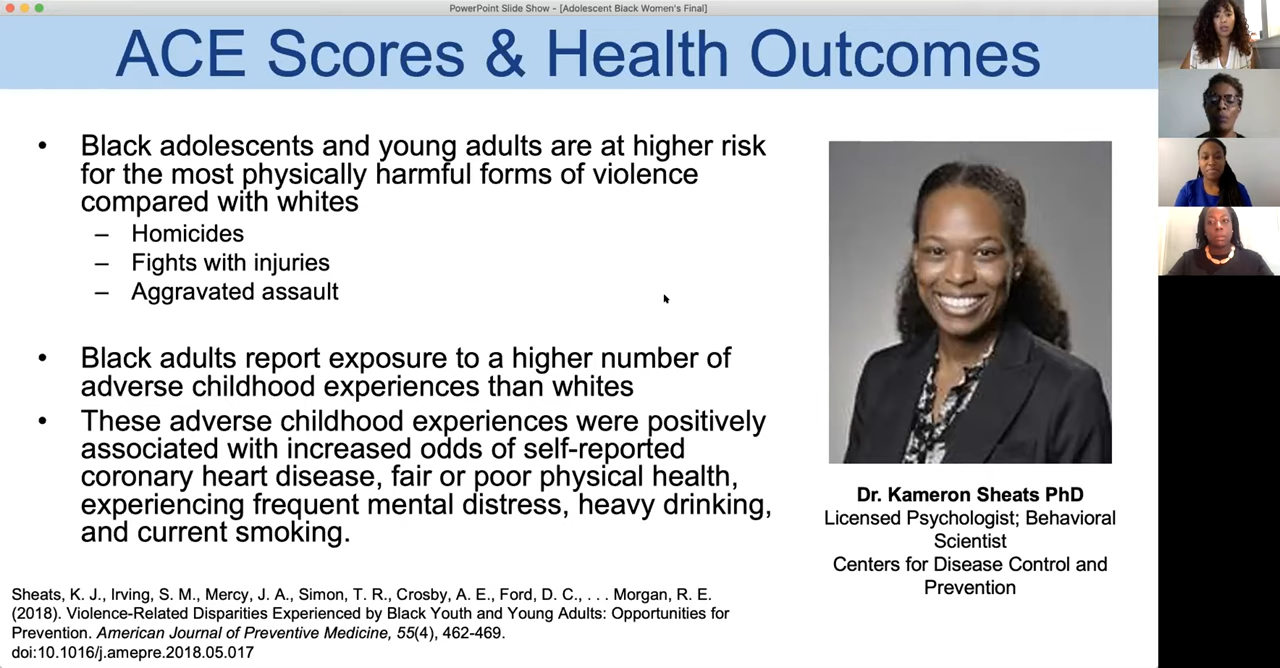 PowerPoint Slide Show - [Adolescent Black Women's Final]
ACE Scores & Health Outcomes
• Black adolescents and young adults are at higher risk
for the most physically harmful forms of violence
compared with whites
– Homicides
– Fights with injuries
– Aggravated assault
• Black adults report exposure to a higher number of
adverse childhood experiences than whites
• These adverse childhood experiences were positively
associated with increased odds of self-reported
coronary heart disease, fair or poor physical health,
experiencing frequent mental distress, heavy drinking,
and current smoking.
Dr. Kameron Sheats PhD
Licensed Psychologist; Behavioral
Scientist
Centers for Disease Control and
Prevention
Sheats, K. J., Irving, S. M., Mercy, J. A., Simon, T. R., Crosby, A. E., Ford, D. C., . . . Morgan, R. E.
(2018). Violence-Related Disparities Experienced by Black Youth and Young Adults: Opportunities for
Prevention. American Journal of Preventive Medicine, 55(4), 462-469.
doi:10.1016/j.amepre.2018.05.017